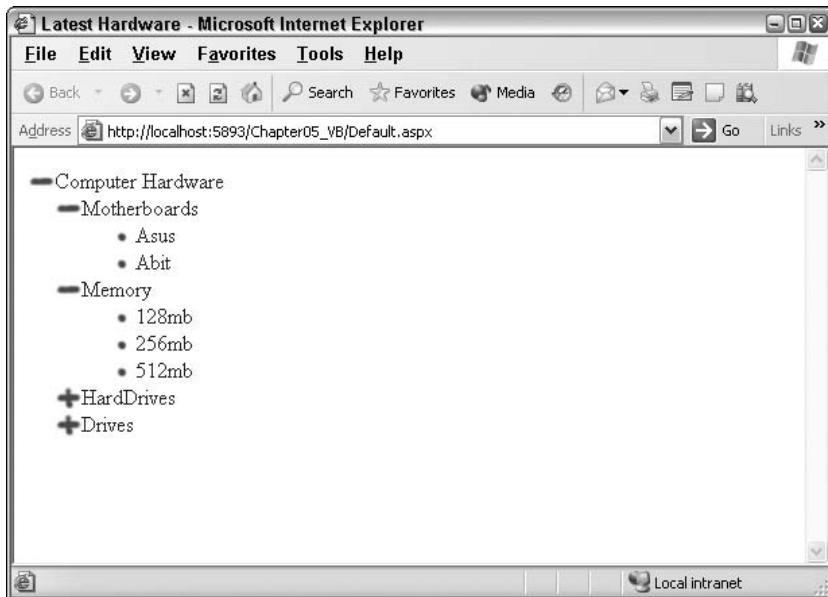 Latest Hardware - Microsoft Internet Explorer
File Edit View Favorites Tools Help
Back Search Favorites Media
Address http://localhost:5893/Chapter05_VB/Default.aspx Go Links »
Computer Hardware
Motherboards
Asus
Abit
Memory
128mb
256mb
512mb
HardDrives
Drives
Local intranet